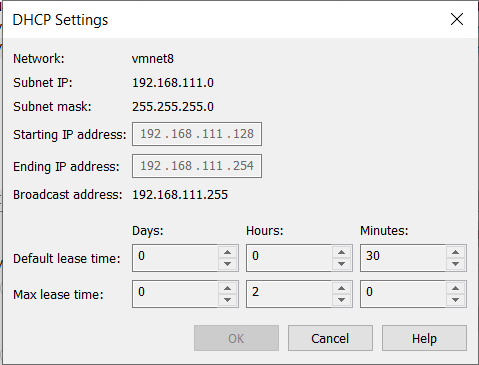 DHCP Settings
Network: vmnet8
Subnet IP: 192.168.111.0
Subnet mask: 255.255.255.0
Starting IP address: 192 . 168 . 111 . 128
Ending IP address: 192 . 168 . 111 . 254
Broadcast address: 192.168.111.255
Days: Hours: Minutes:
Default lease time: 0 0 30
Max lease time: 0 2 0
OK Cancel Help